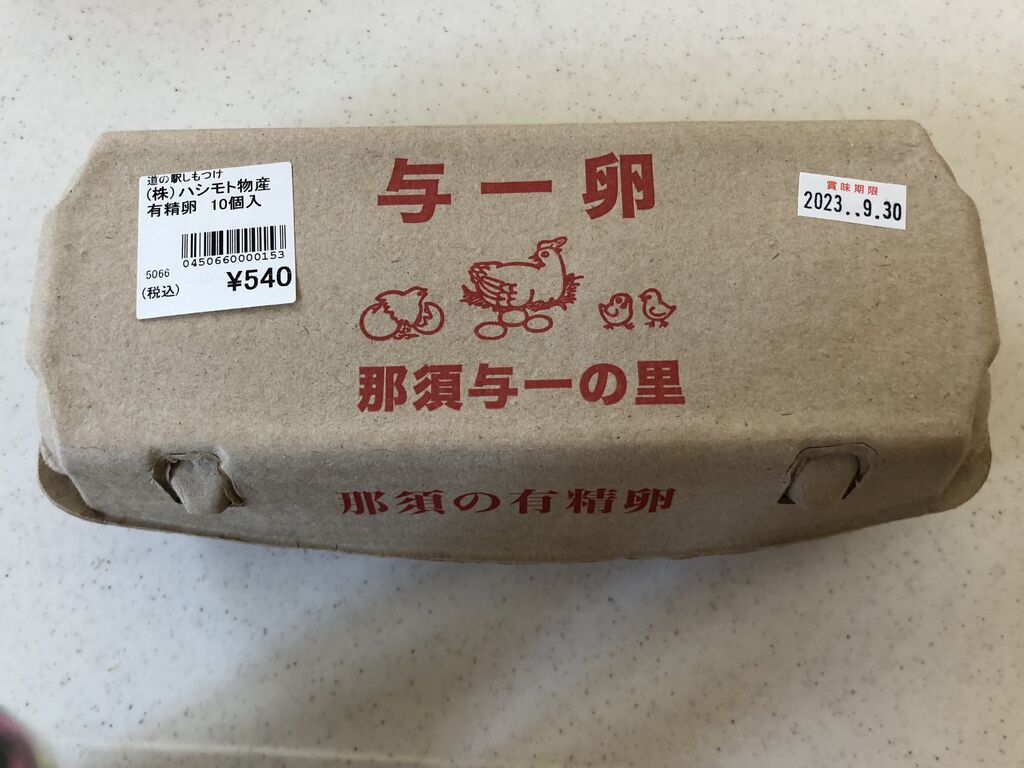 道の駅しもつけ
(株)ハシモト物産
有精卵 10個入
0450660000153
5066
(税込) ¥540
与一卵
賞味期限
2023..9.30
那須与一の里
那須の有精卵